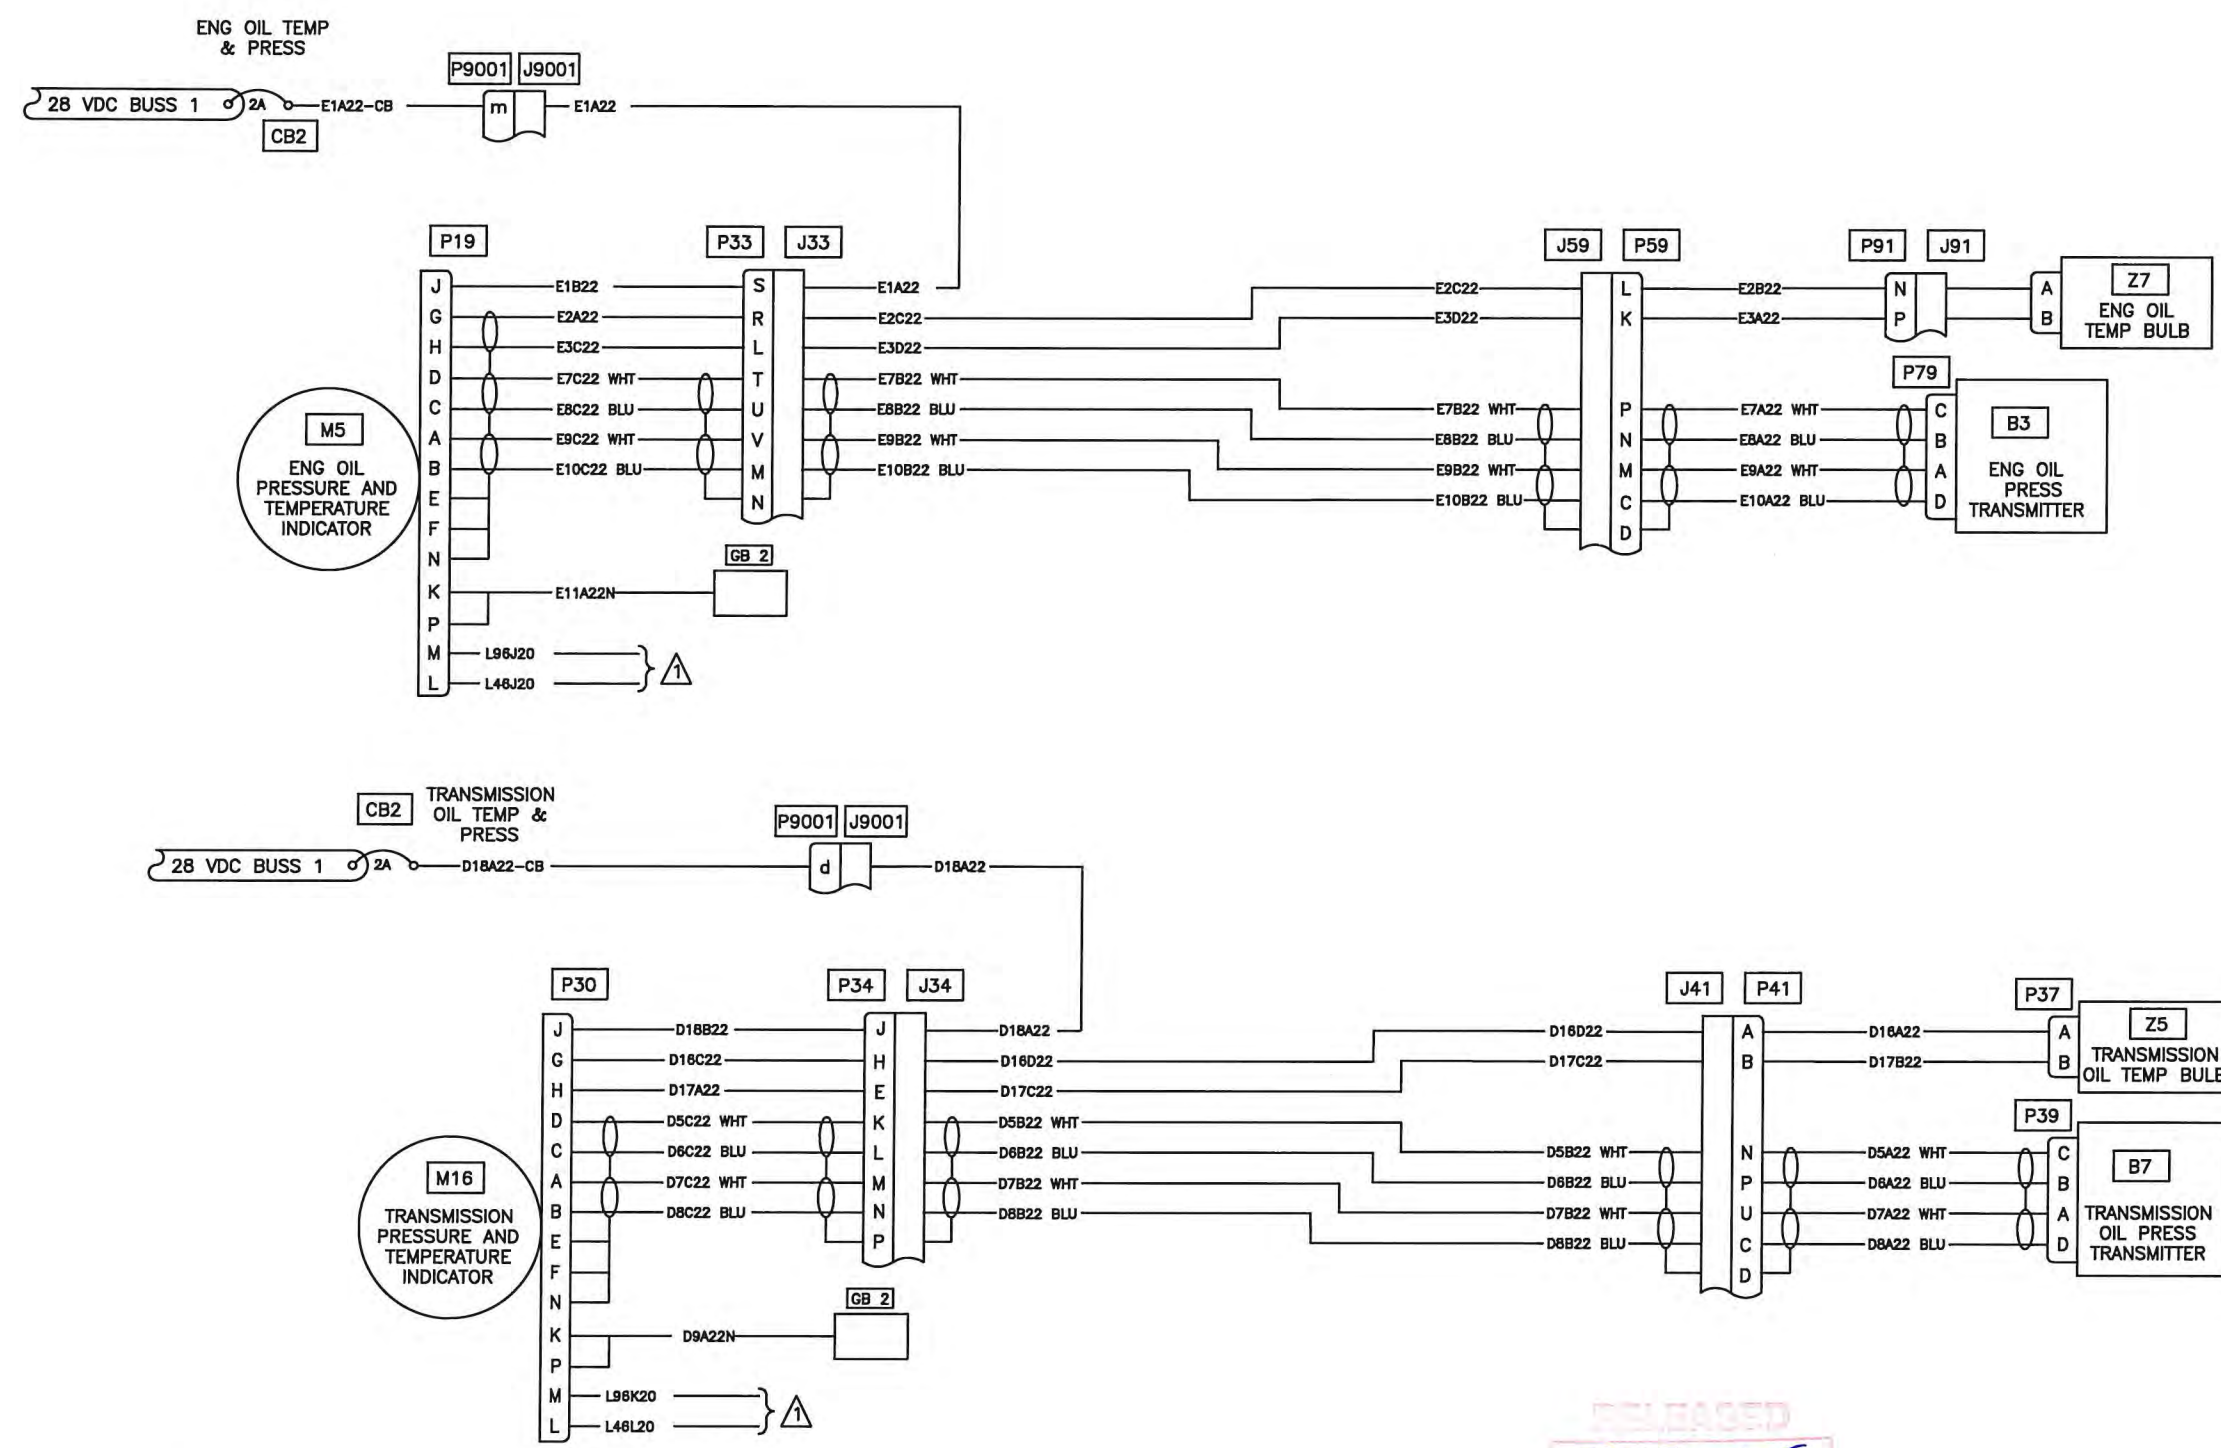 ENG OIL TEMP
& PRESS
P9001 J9001
28 VDC BUSS 1 2A E1A22-CB m E1A22
CB2
P19 P33 J33 J59 P59 P91 J91
J E1B22 S E1A22 E2C22 L E2B22 N A Z7
G E2A22 R E2C22 E3D22 K E3A22 P B ENG OIL
TEMP BULB
H E3C22 L E3D22
P79
D E7C22 WHT T E7B22 WHT
C E8C22 BLU U E8B22 BLU E7B22 WHT P E7A22 WHT C
M5 A E9C22 WHT V E9B22 WHT E8B22 BLU N E8A22 BLU B B3
ENG OIL B E10C22 BLU M E10B22 BLU E9B22 WHT M E9A22 WHT A ENG OIL
PRESSURE AND E N E10B22 BLU C E10A22 BLU D PRESS
TEMPERATURE TRANSMITTER
INDICATOR F D
N
GB 2
K E11A22N
P
M L96J20 1
L L46J20
CB2 TRANSMISSION
OIL TEMP &
PRESS
P9001 J9001
28 VDC BUSS 1 2A D18A22-CB d D18A22
P30 P34 J34 J41 P41 P37
J D18B22 J D18A22 D16D22 A D16A22 A Z5
G D16C22 H D16D22 D17C22 B D17B22 B TRANSMISSION
H D17A22 E D17C22 OIL TEMP BULB
P39
D D5C22 WHT K D5B22 WHT
C D6C22 BLU L D6B22 BLU D5B22 WHT N D5A22 WHT C
M16 A D7C22 WHT M D7B22 WHT D6B22 BLU P D6A22 BLU B B7
TRANSMISSION B D8C22 BLU N D8B22 BLU D7B22 WHT U D7A22 WHT A TRANSMISSION
PRESSURE AND E P D8B22 BLU C D8A22 BLU D OIL PRESS
TEMPERATURE TRANSMITTER
INDICATOR F D
N
GB 2
K D9A22N
P
M L96K20 1
L L46L20
RELEASED